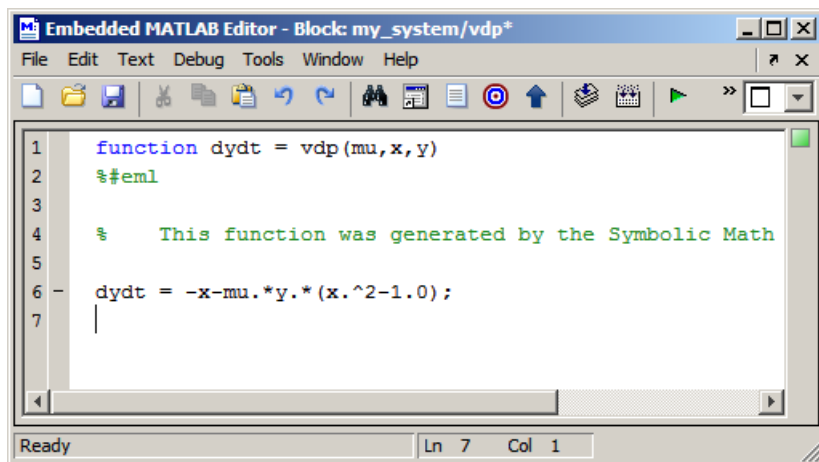 Embedded MATLAB Editor - Block: my_system/vdp*
File Edit Text Debug Tools Window Help
1 function dydt = vdp(mu,x,y)
2 %#eml
3
4 % This function was generated by the Symbolic Math
5
6 - dydt = -x-mu.*y.*(x.^2-1.0);
7
Ready Ln 7 Col 1